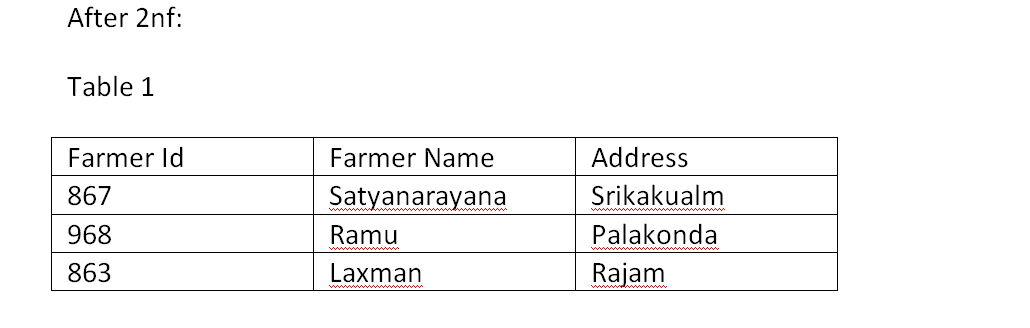 After 2nf:
Table 1
Farmer Id Farmer Name Address
867 Satyanarayana Srikakualm
968 Ramu Palakonda
863 Laxman Rajam